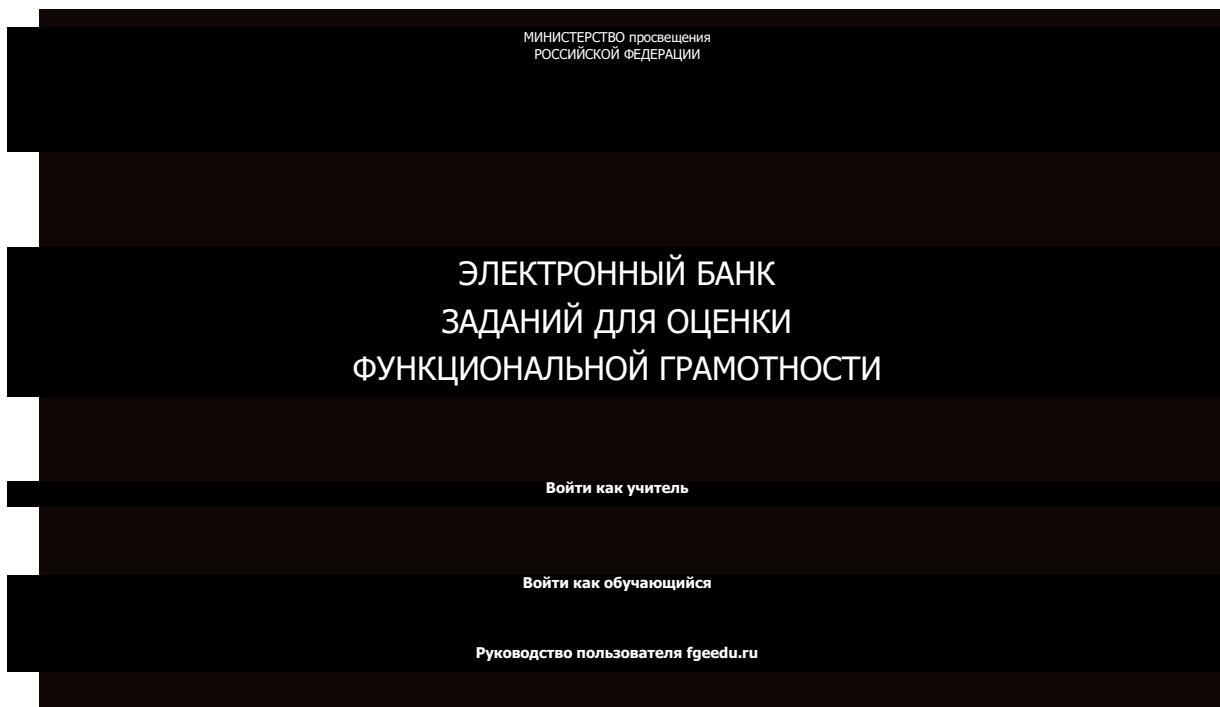 МИНИСТЕРСТВО просвещения
РОССИЙСКОЙ ФЕДЕРАЦИИ
ЭЛЕКТРОННЫЙ БАНК
ЗАДАНИЙ ДЛЯ ОЦЕНКИ
ФУНКЦИОНАЛЬНОЙ ГРАМОТНОСТИ
Войти как учитель
Войти как обучающийся
Руководство пользователя fgeedu.ru